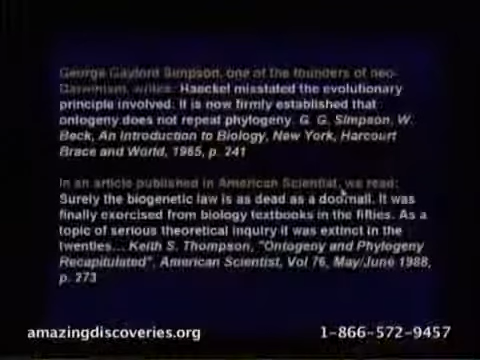 George Gaylord Simpson, one of the founders of neo-
Darwinism, writes: Haeckel misstated the evolutionary
principle involved. It is now firmly established that
ontogeny does not repeat phylogeny. G. G. Simpson, W.
Beck, An Introduction to Biology, New York, Harcourt
Brace and World, 1965, p. 241
In an article published in American Scientist, we read:
Surely the biogenetic law is as dead as a doornail. It was
finally exorcised from biology textbooks in the fifties. As a
topic of serious theoretical inquiry it was extinct in the
twenties... Keith S. Thompson, "Ontogeny and Phylogeny
Recapitulated", American Scientist, Vol 76, May/June 1988,
p. 273
amazingdiscoveries.org 1-866-572-9457